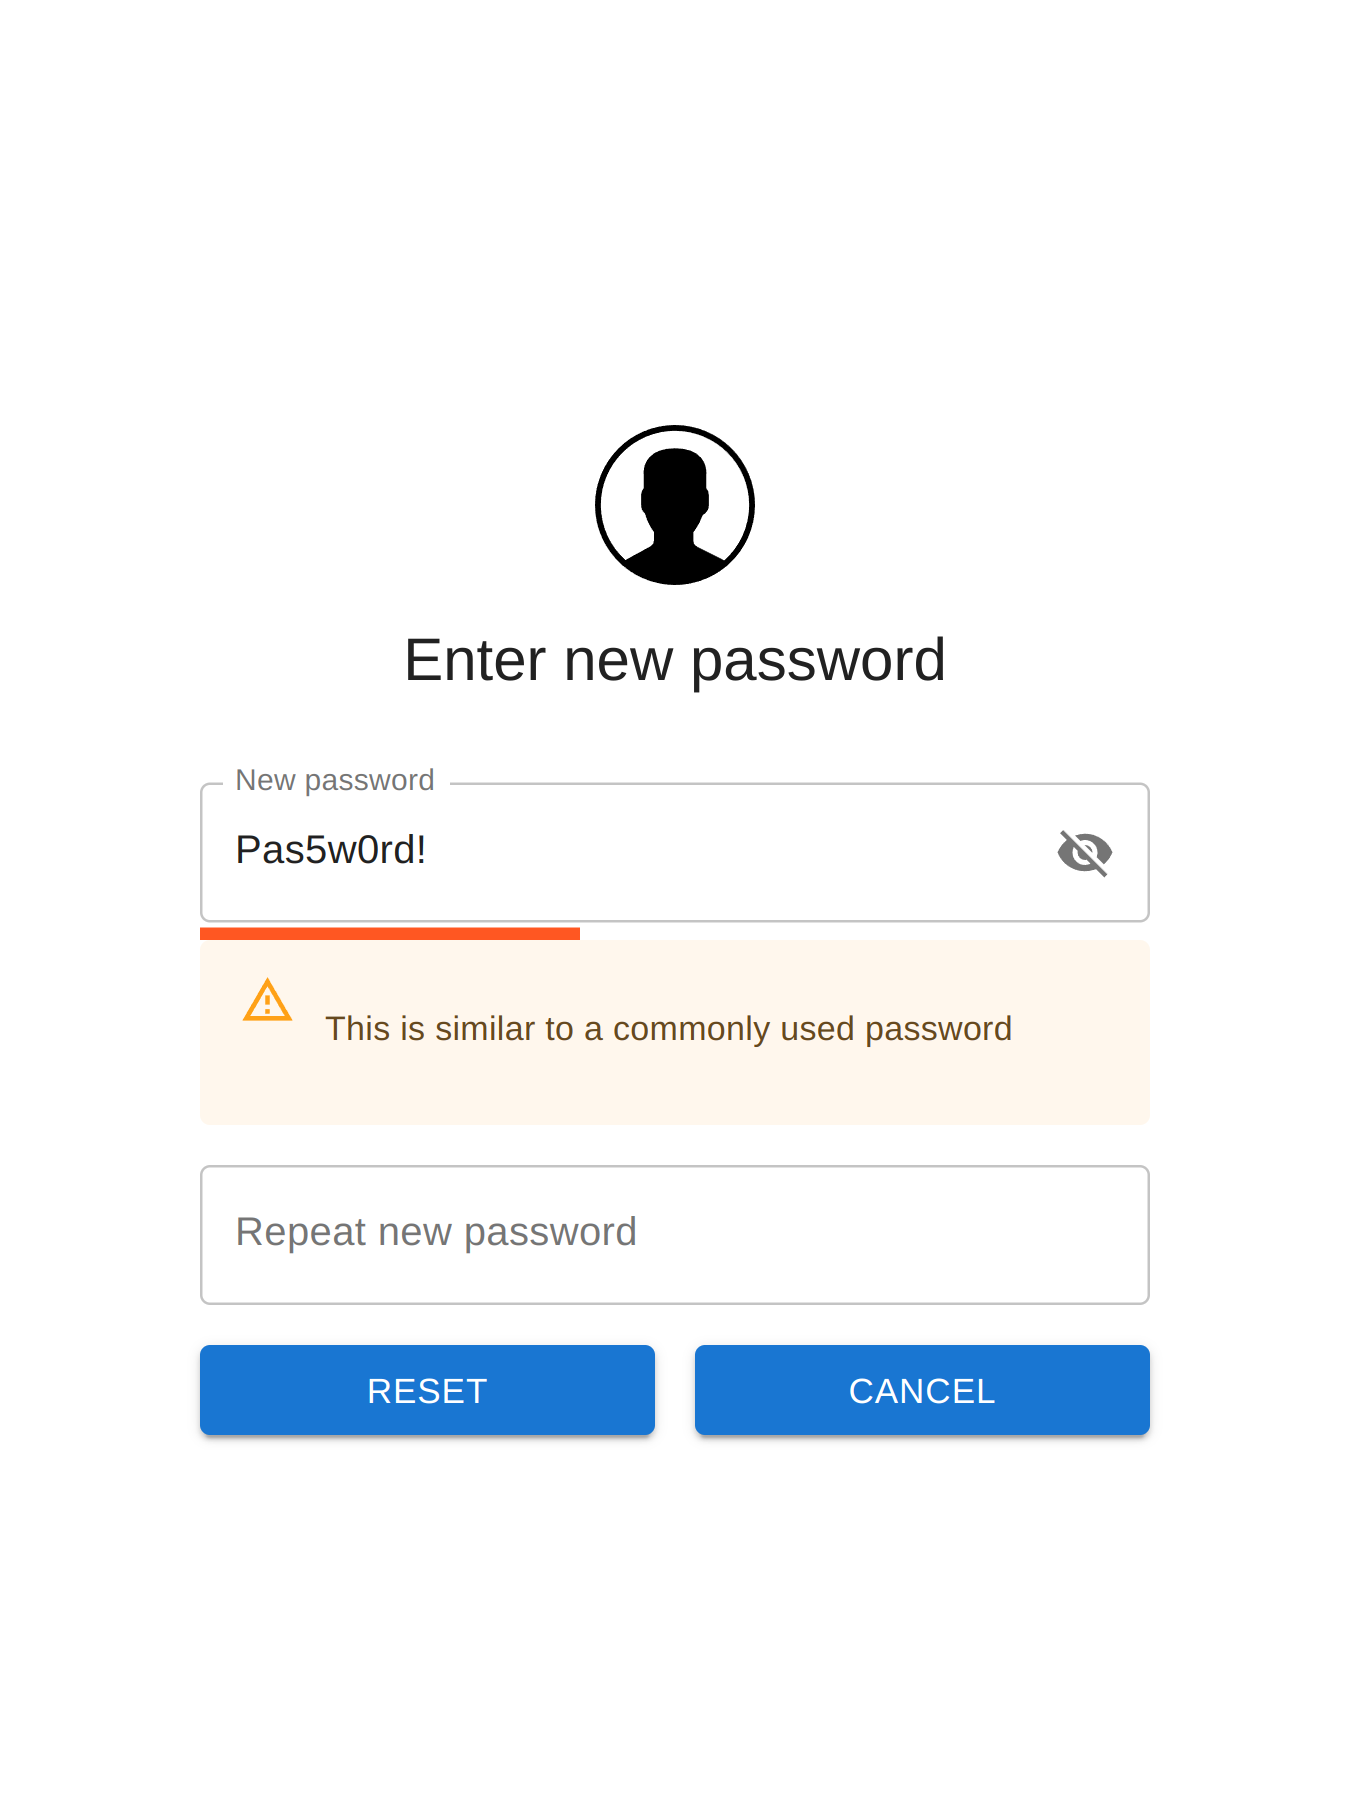 Enter new password
New password
Pas5w0rd!
This is similar to a commonly used password
Repeat new password
RESET
CANCEL